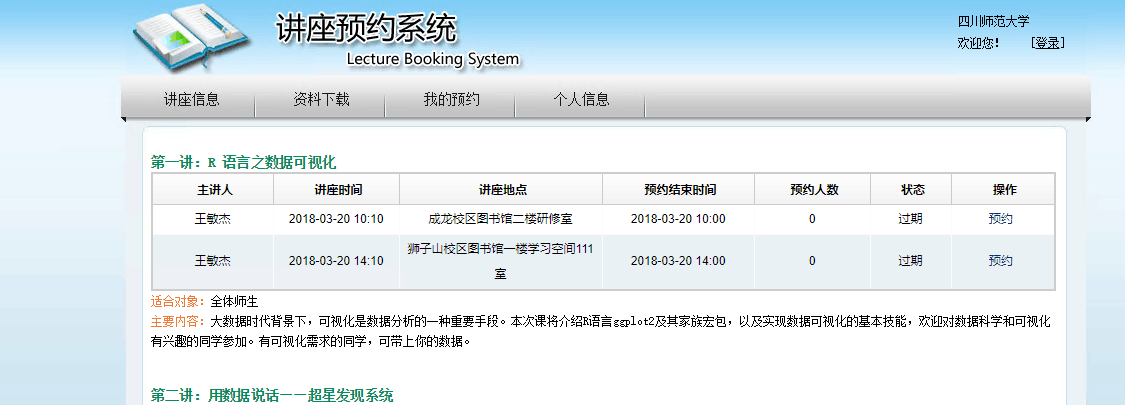 讲座预约系统
Lecture Booking System
四川师范大学
欢迎您！ [登录]
讲座信息 资料下载 我的预约 个人信息
第一讲：R 语言之数据可视化
主讲人 讲座时间 讲座地点 预约结束时间 预约人数 状态 操作
王敏杰 2018-03-20 10:10 成龙校区图书馆二楼研修室 2018-03-20 10:00 0 过期 预约
王敏杰 2018-03-20 14:10 狮子山校区图书馆一楼学习空间111 2018-03-20 14:00 0 过期 预约
室
适合对象：全体师生
主要内容：大数据时代背景下，可视化是数据分析的一种重要手段。本次课将介绍R语言ggplot2及其家族宏包，以及实现数据可视化的基本技能，欢迎对数据科学和可视化
有兴趣的同学参加。有可视化需求的同学，可带上你的数据。
第二讲：用数据说话－－超星发现系统